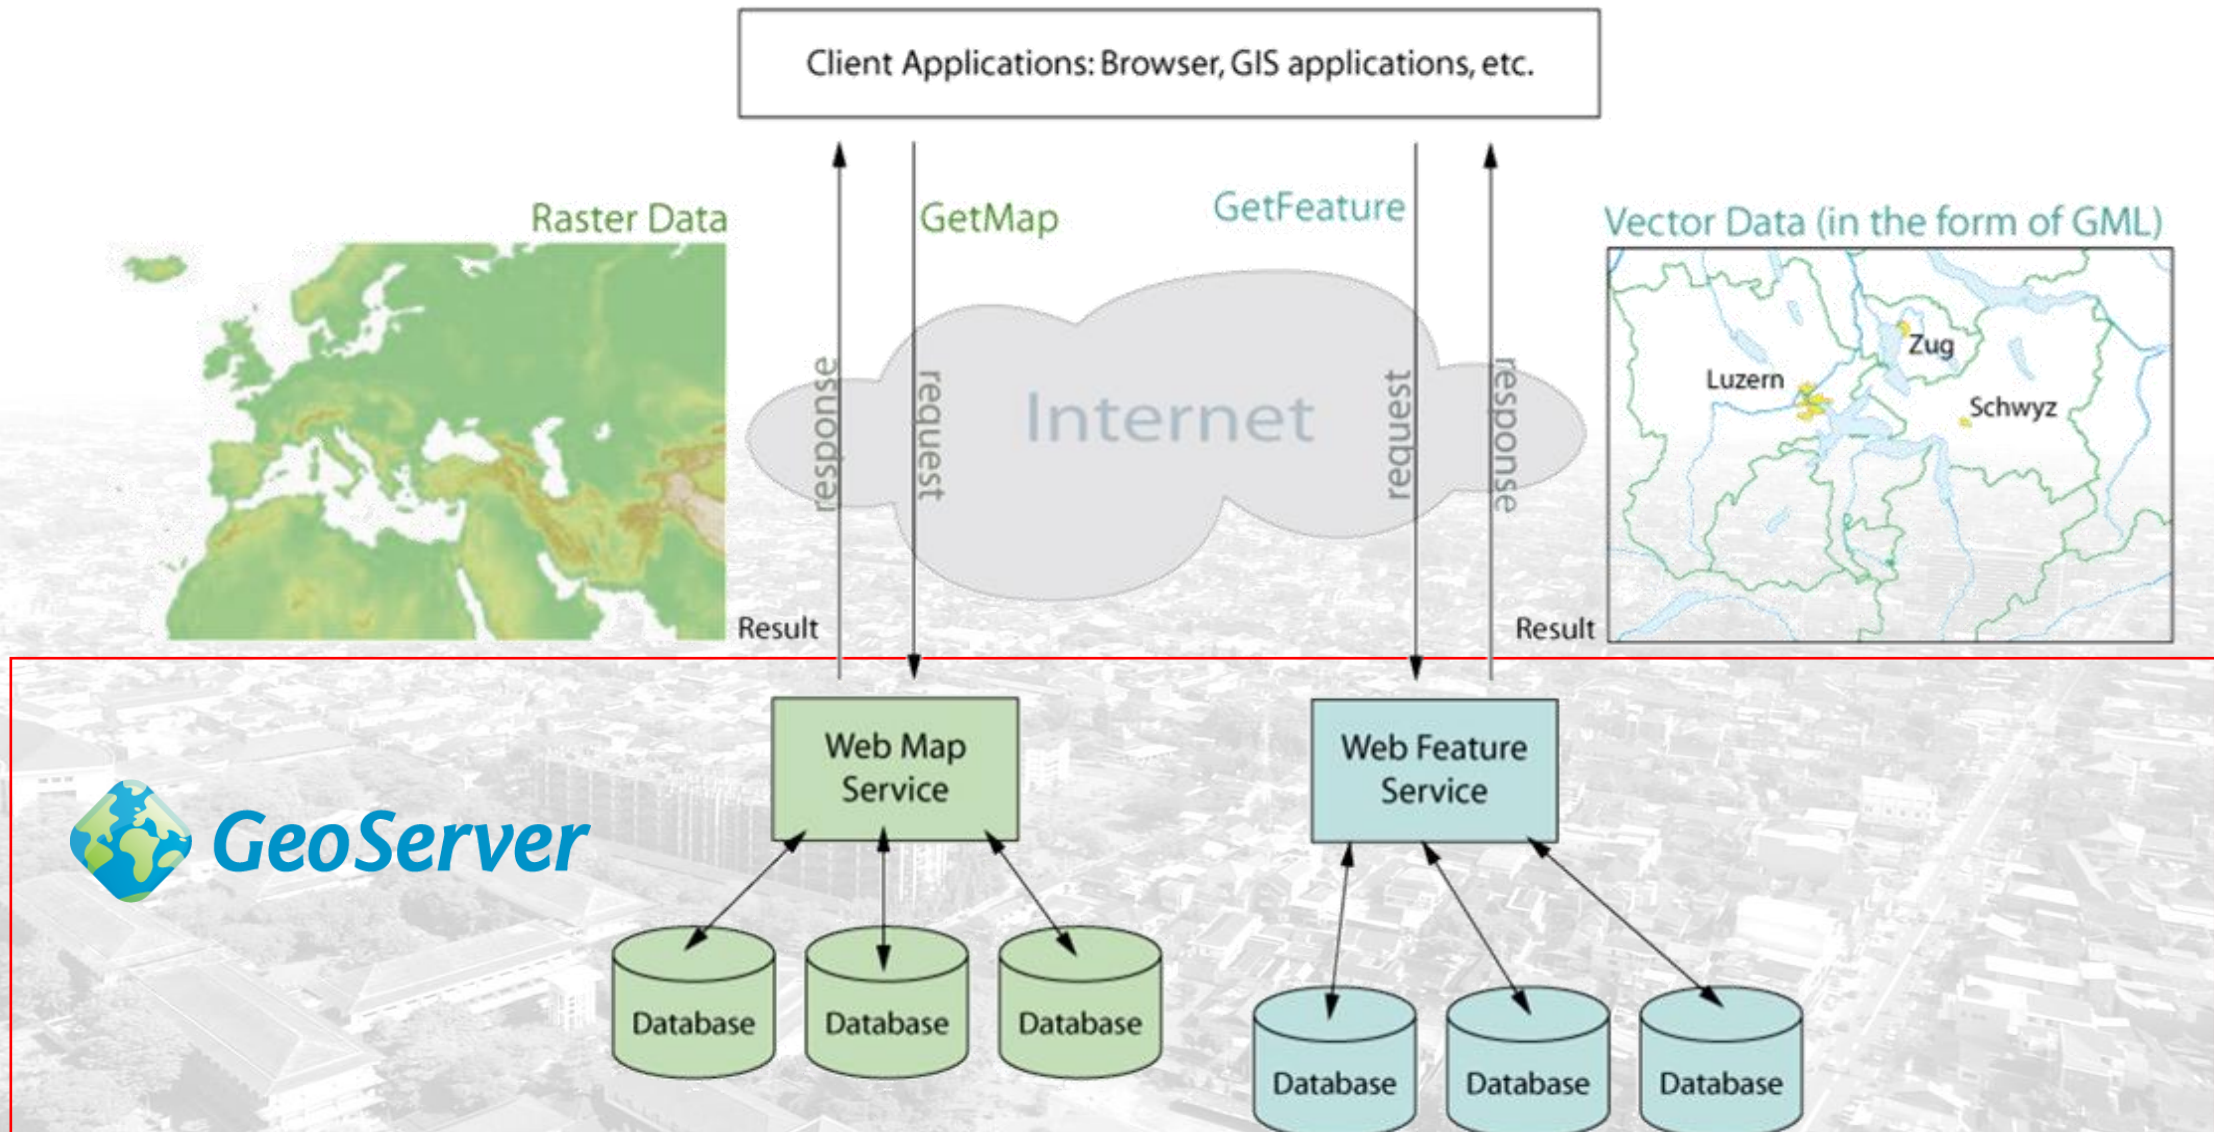 Client Applications: Browser, GIS applications, etc.
Raster Data
GetMap
GetFeature
Vector Data (in the form of GML)
response
request
Internet
request
response
Zug
Luzern
Schwyz
Result
Result
Web Map
Service
Web Feature
Service
GeoServer
Database
Database
Database
Database
Database
Database